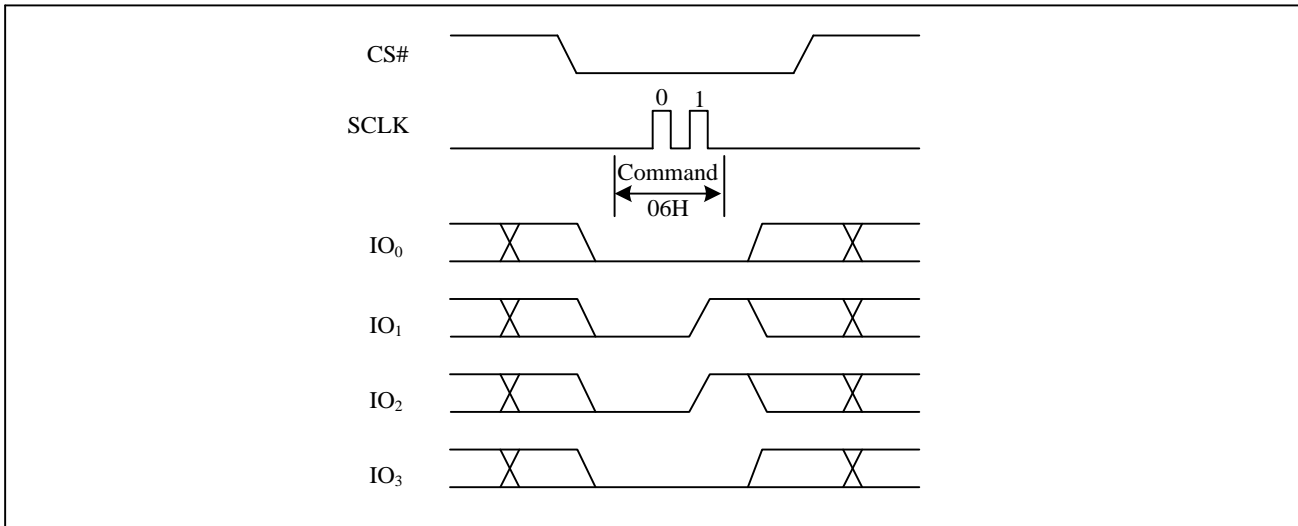 CS#
0 1
SCLK
Command
06H
IO₀
IO₁
IO₂
IO₃